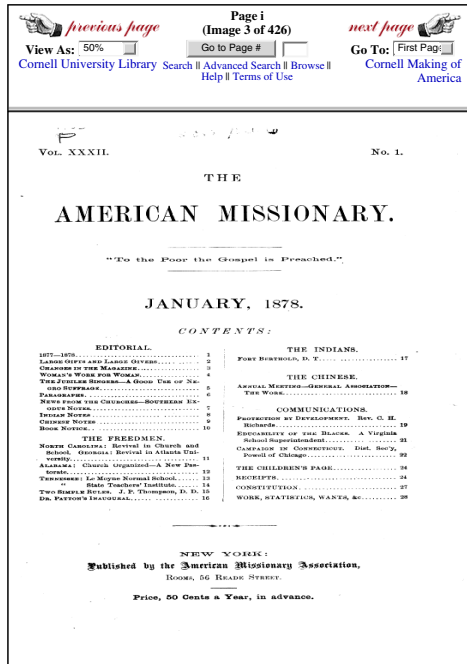 previous page
Page i
(Image 3 of 426)
next page
View As: 50%
Go to Page #
Go To: First Page
Cornell University Library
Search || Advanced Search || Browse ||
Help || Terms of Use
Cornell Making of
America
VOL. XXXII.
No. 1.
THE
AMERICAN MISSIONARY.
"To the Poor the Gospel is Preached."
JANUARY, 1878.
CONTENTS:
EDITORIAL.
1877—1878 1
LARGE GIFTS AND LARGE GIVERS 2
CHANGES IN THE MAGAZINE 3
WOMAN'S WORK FOR WOMAN 4
THE JUBILEE SINGERS—A GOOD USE OF NE-
GRO SUFFRAGE 5
PARAGRAPHS 6
NEWS FROM THE CHURCHES—SOUTHERN EX-
ODUS NOTES 7
INDIAN NOTES 8
CHINESE NOTES 9
BOOK NOTICE 10
THE FREEDMEN.
NORTH CAROLINA: Revival in Church and
School. GEORGIA: Revival in Atlanta Uni-
versity 11
ALABAMA: Church Organized—A New Pas-
torate 12
TENNESSEE: Le Moyne Normal School 13
" State Teachers' Institute 14
TWO SIMPLE RULES. J. P. Thompson, D. D. 15
DR. PATTON'S INAUGURAL 16
THE INDIANS.
FORT BERTHOLD, D. T. 17
THE CHINESE.
ANNUAL MEETING—GENERAL ASSOCIATION—
THE WORK 18
COMMUNICATIONS.
PROTECTION BY DEVELOPMENT. Rev. C. H.
Richards 19
EDUCABILITY OF THE BLACKS. A Virginia
School Superintendent 21
CAMPAIGN IN CONNECTICUT. Dist. Sec'y,
Powell of Chicago 22
THE CHILDREN'S PAGE 24
RECEIPTS 24
CONSTITUTION 27
WORK, STATISTICS, WANTS, &c 28
NEW YORK:
Published by the American Missionary Association,
ROOMS, 56 READE STREET.
Price, 50 Cents a Year, in advance.